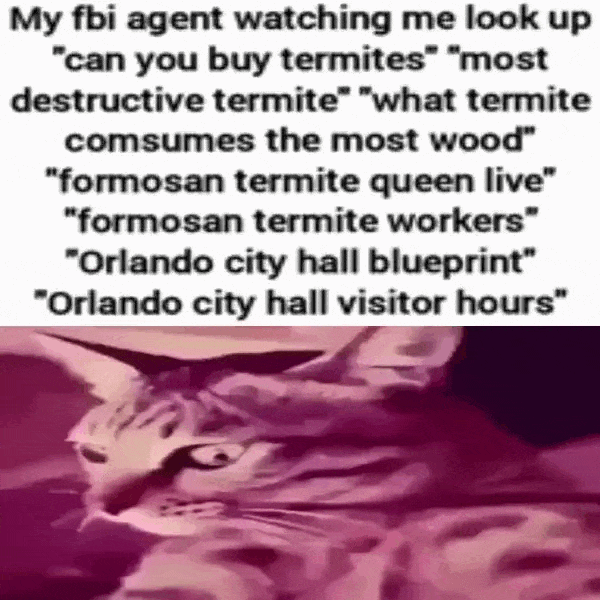 My fbi agent watching me look up
"can you buy termites" "most
destructive termite" "what termite
comsumes the most wood"
"formosan termite queen live"
"formosan termite workers"
"Orlando city hall blueprint"
"Orlando city hall visitor hours"